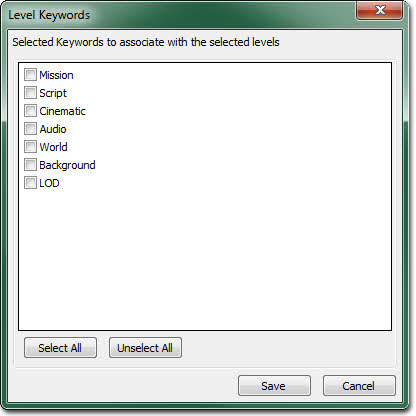 Level Keywords
Selected Keywords to associate with the selected levels
Mission
Script
Cinematic
Audio
World
Background
LOD
Select All
Unselect All
Save
Cancel